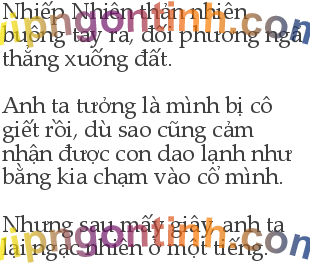 Nhiếp Nhiên thản nhiên
buông tay ra, đối phương ngã
thẳng xuống đất.
Anh ta tưởng là mình bị cô
giết rồi, dù sao cũng cảm
nhận được con dao lạnh như
băng kia chạm vào cổ mình.
Nhưng sau mấy giây, anh ta
lại ngạc nhiên ồ một tiếng.